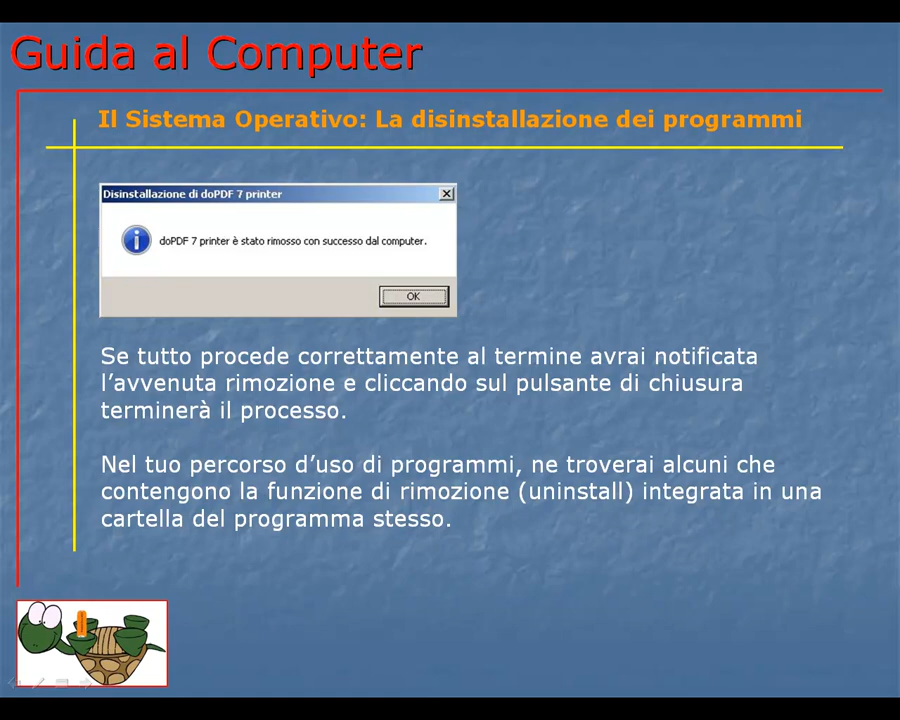 Guida al Computer
Il Sistema Operativo: La disinstallazione dei programmi
Disinstallazione di doPDF 7 printer
doPDF 7 printer è stato rimosso con successo dal computer.
OK
Se tutto procede correttamente al termine avrai notificata
l’avvenuta rimozione e cliccando sul pulsante di chiusura
terminerà il processo.
Nel tuo percorso d’uso di programmi, ne troverai alcuni che
contengono la funzione di rimozione (uninstall) integrata in una
cartella del programma stesso.